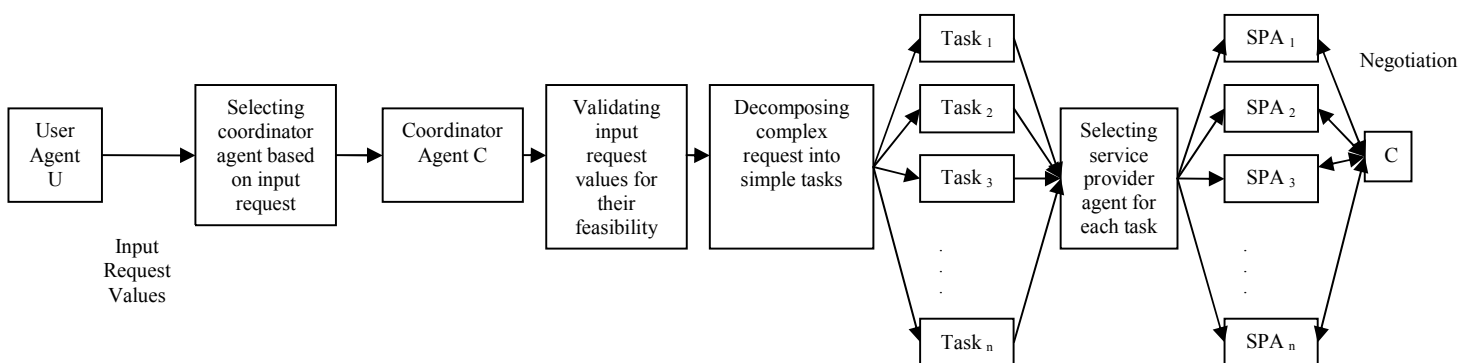 User
Agent
U
Input
Request
Values
Selecting
coordinator
agent based
on input
request
Coordinator
Agent C
Validating
input
request
values for
their
feasibility
Decomposing
complex
request into
simple tasks
Task 1
Task 2
Task 3
.
.
.
Task n
Selecting
service
provider
agent for
each task
SPA 1
SPA 2
SPA 3
.
.
.
SPA n
Negotiation
C